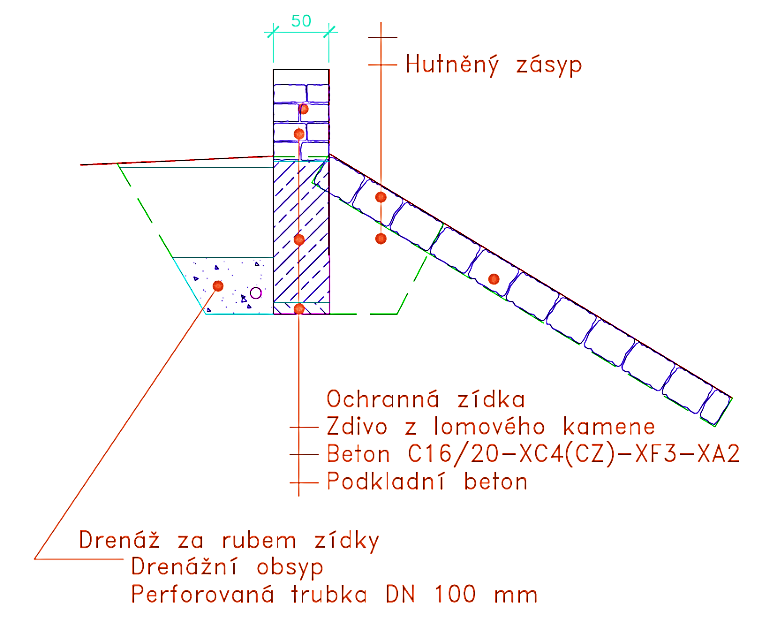 50
Hutněný zásyp
Ochranná zídka
Zdivo z lomového kamene
Beton C16/20-XC4(CZ)-XF3-XA2
Podkladní beton
Drenáž za rubem zídky
Drenážní obsyp
Perforovaná trubka DN 100 mm